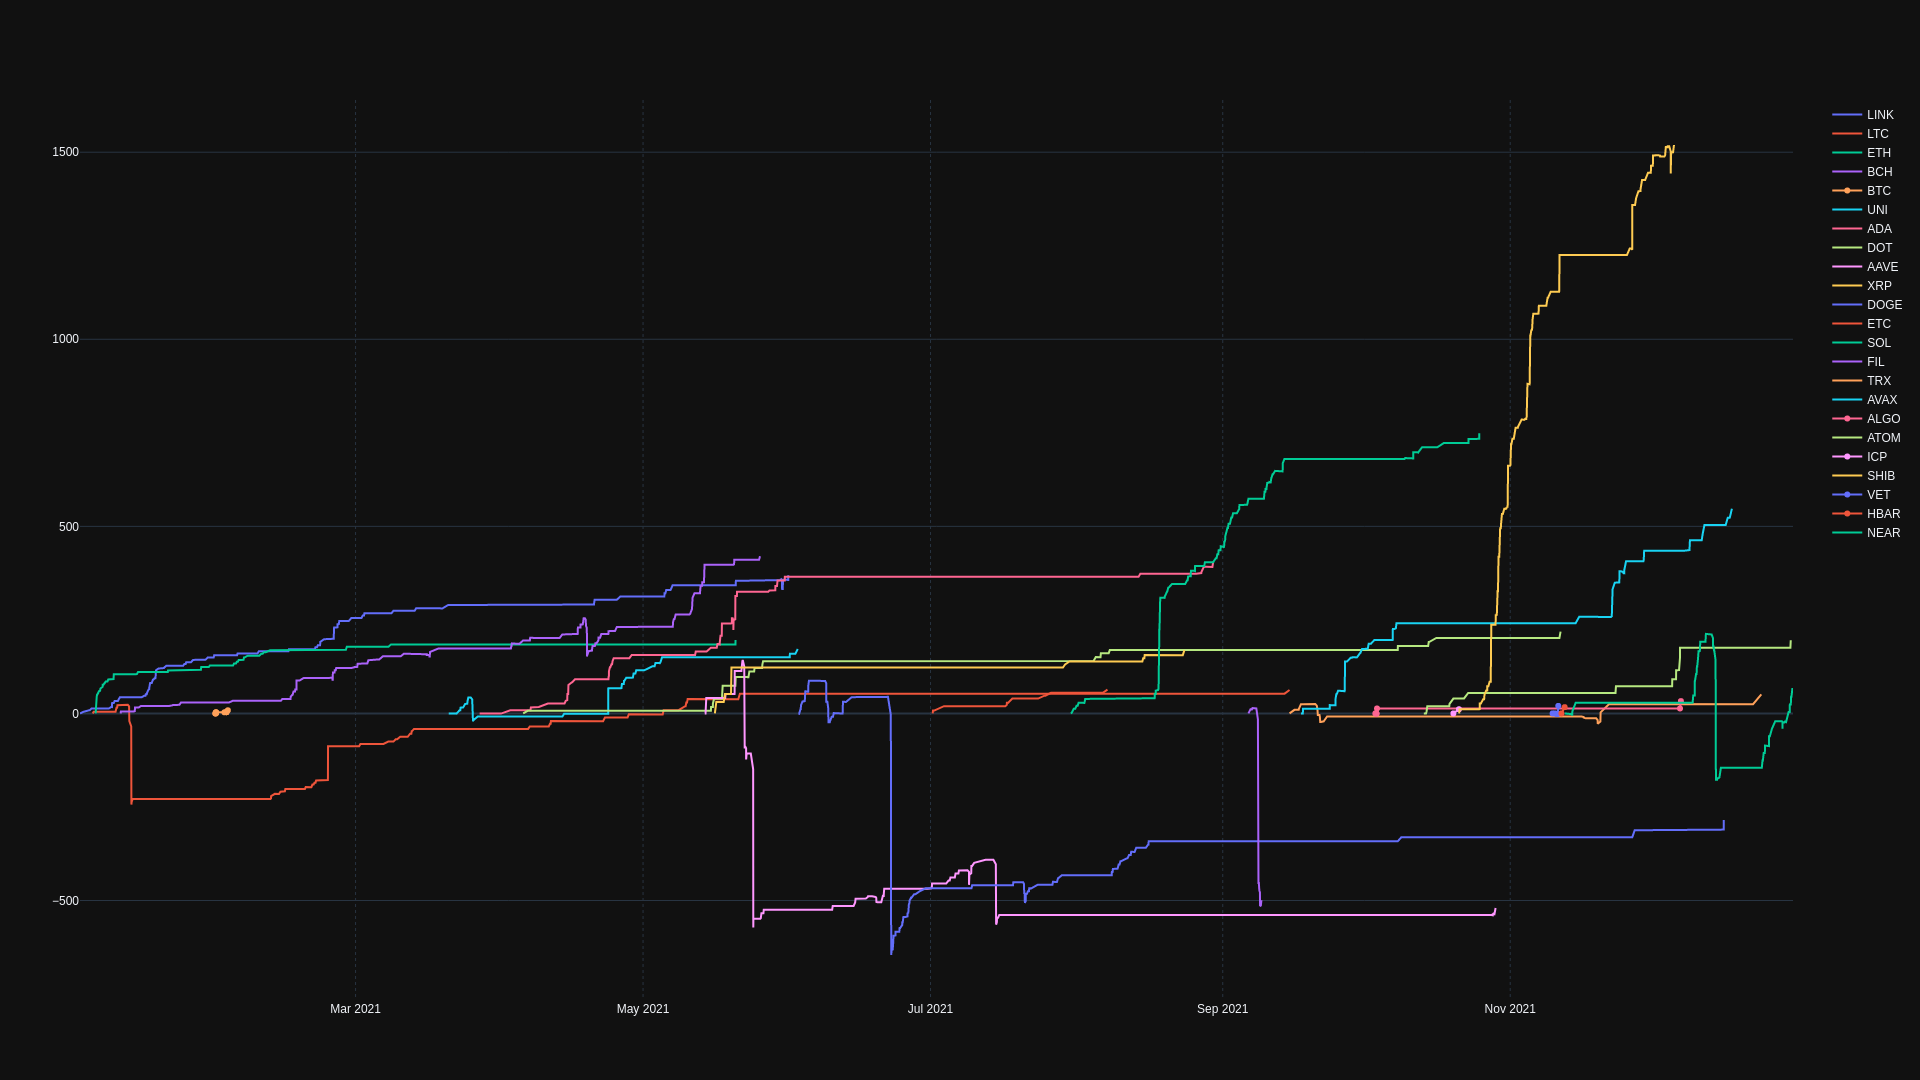 1500
1000
500
0
−500
Mar 2021
May 2021
Jul 2021
Sep 2021
Nov 2021
LINK
LTC
ETH
BCH
BTC
UNI
ADA
DOT
AAVE
XRP
DOGE
ETC
SOL
FIL
TRX
AVAX
ALGO
ATOM
ICP
SHIB
VET
HBAR
NEAR